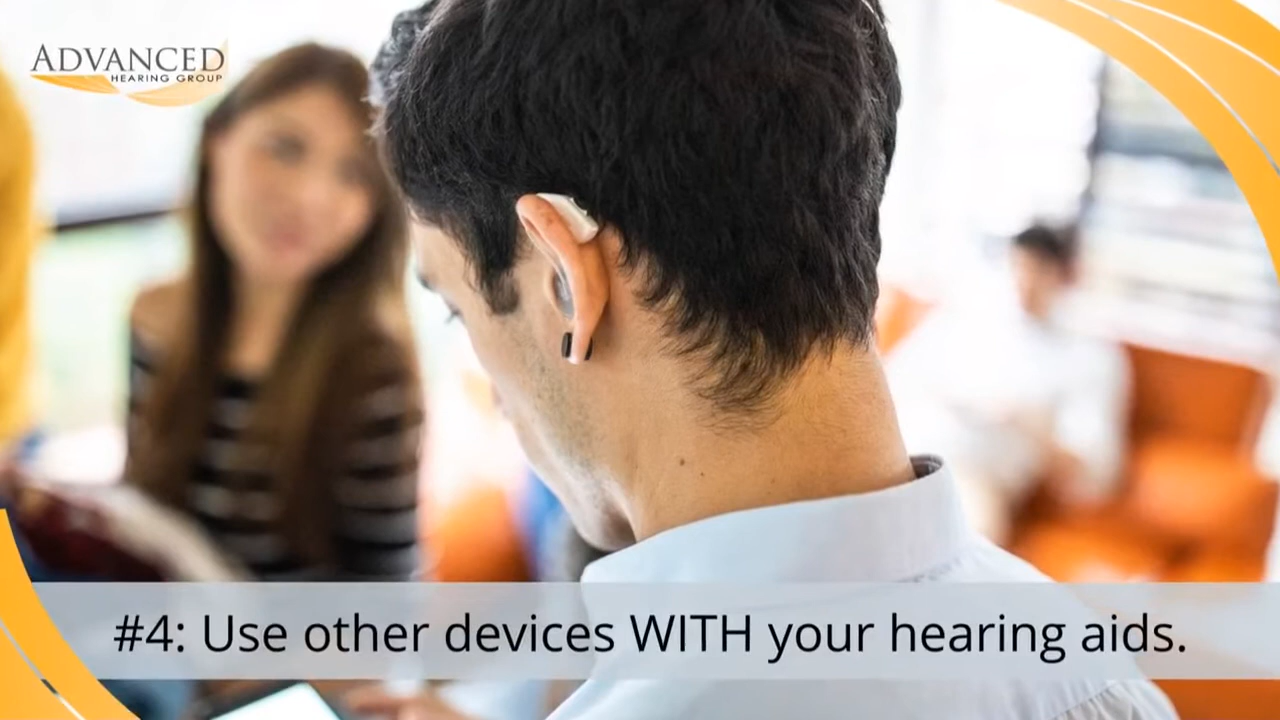 ADVANCED
HEARING GROUP
#4: Use other devices WITH your hearing aids.